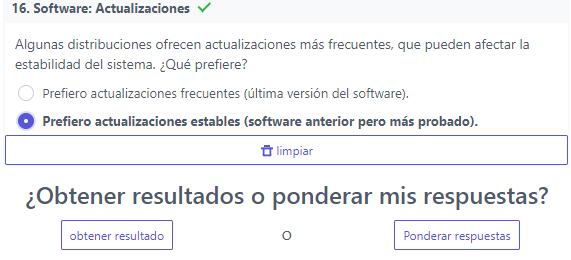 16. Software: Actualizaciones
Algunas distribuciones ofrecen actualizaciones más frecuentes, que pueden afectar la
estabilidad del sistema. ¿Qué prefiere?
Prefiero actualizaciones frecuentes (última versión del software).
Prefiero actualizaciones estables (software anterior pero más probado).
limpiar
¿Obtener resultados o ponderar mis respuestas?
obtener resultado O Ponderar respuestas